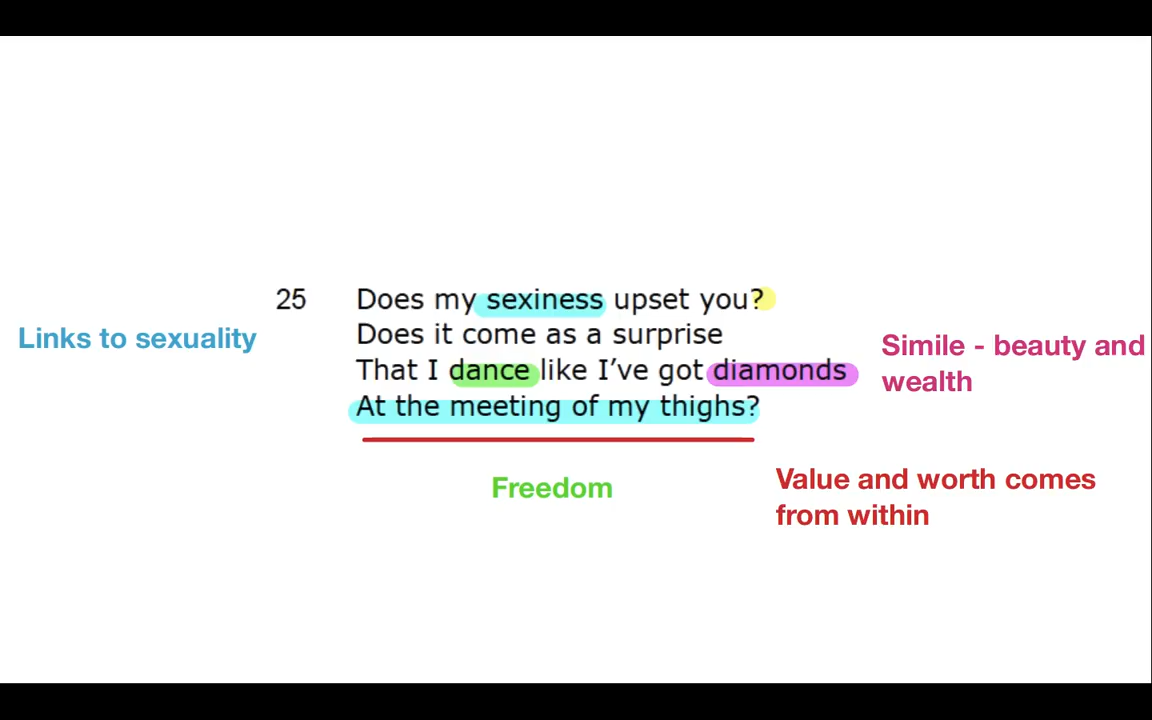 25 Does my sexiness upset you?
Links to sexuality
Does it come as a surprise
That I dance like I've got diamonds
Simile - beauty and
wealth
At the meeting of my thighs?
Freedom
Value and worth comes
from within